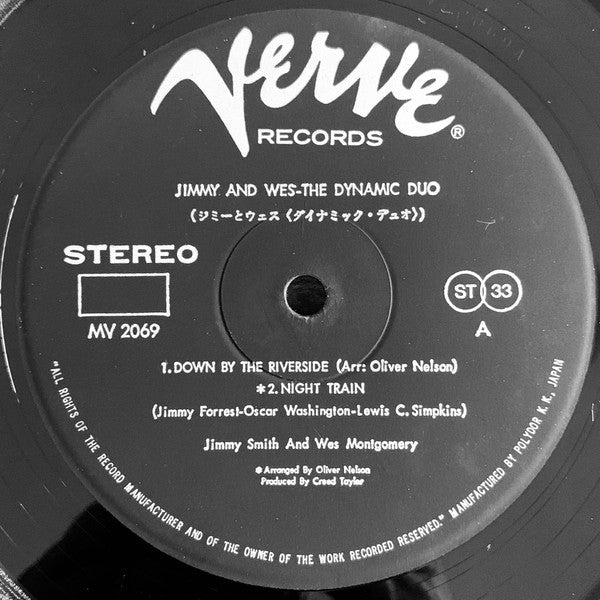 Verve
RECORDS ®
JIMMY AND WES-THE DYNAMIC DUO
(ジミーとウェス〈ダイナミック・デュオ〉)
STEREO
MV 2069
ST 33
A
1. DOWN BY THE RIVERSIDE (Arr: Oliver Nelson)
*2. NIGHT TRAIN
(Jimmy Forrest-Oscar Washington-Lewis C. Simpkins)
Jimmy Smith And Wes Montgomery
*Arranged By Oliver Nelson
Produced By Creed Taylor
"ALL RIGHTS OF THE RECORD MANUFACTURER AND OF THE OWNER OF THE WORK RECORDED RESERVED." MANUFACTURED BY POLYDOR K. K. JAPAN